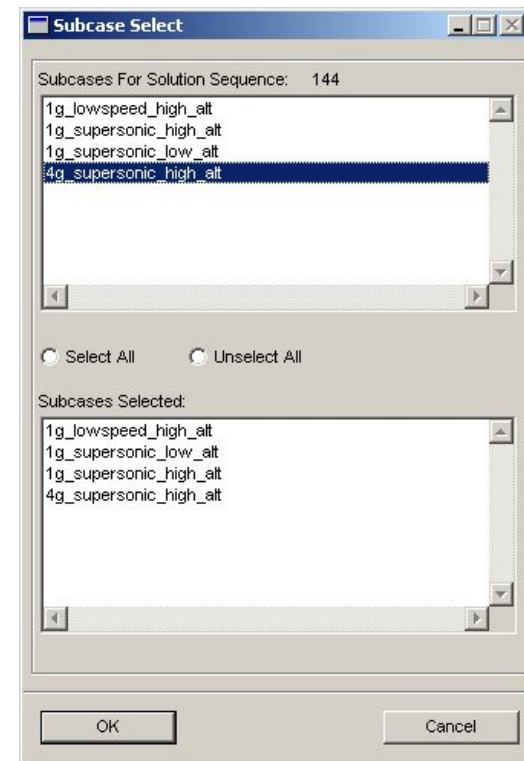 Subcase Select
Subcases For Solution Sequence: 144
1g_lowspeed_high_alt
1g_supersonic_high_alt
1g_supersonic_low_alt
4g_supersonic_high_alt
Select All Unselect All
Subcases Selected:
1g_lowspeed_high_alt
1g_supersonic_low_alt
1g_supersonic_high_alt
4g_supersonic_high_alt
OK Cancel